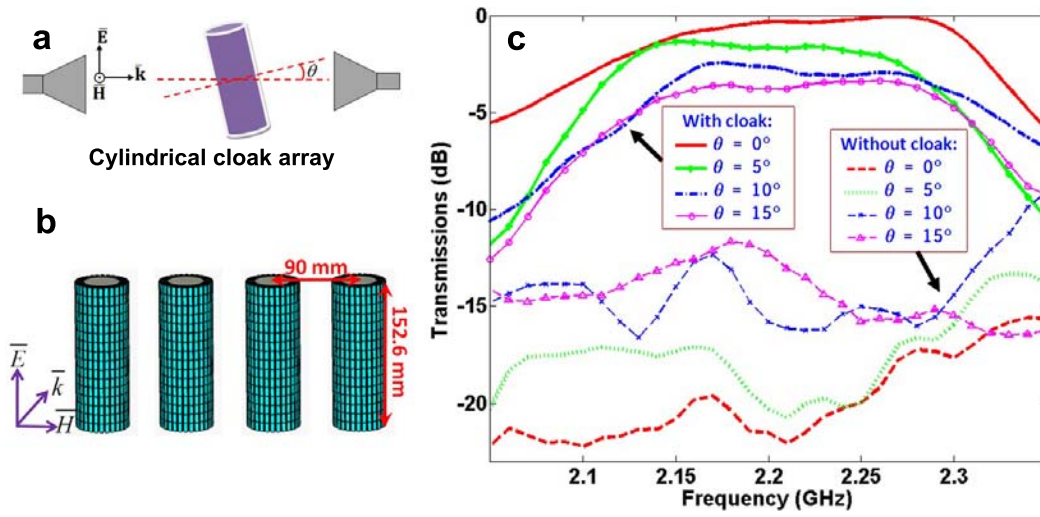 a
E̅
k̅
H̅
θ
Cylindrical cloak array
b
90 mm
152.6 mm
E̅
k̅
H̅
c
Transmissions (dB)
0
-5
-10
-15
-20
With cloak:
θ = 0°
θ = 5°
θ = 10°
θ = 15°
Without cloak:
θ = 0°
θ = 5°
θ = 10°
θ = 15°
2.1
2.15
2.2
2.25
2.3
Frequency (GHz)